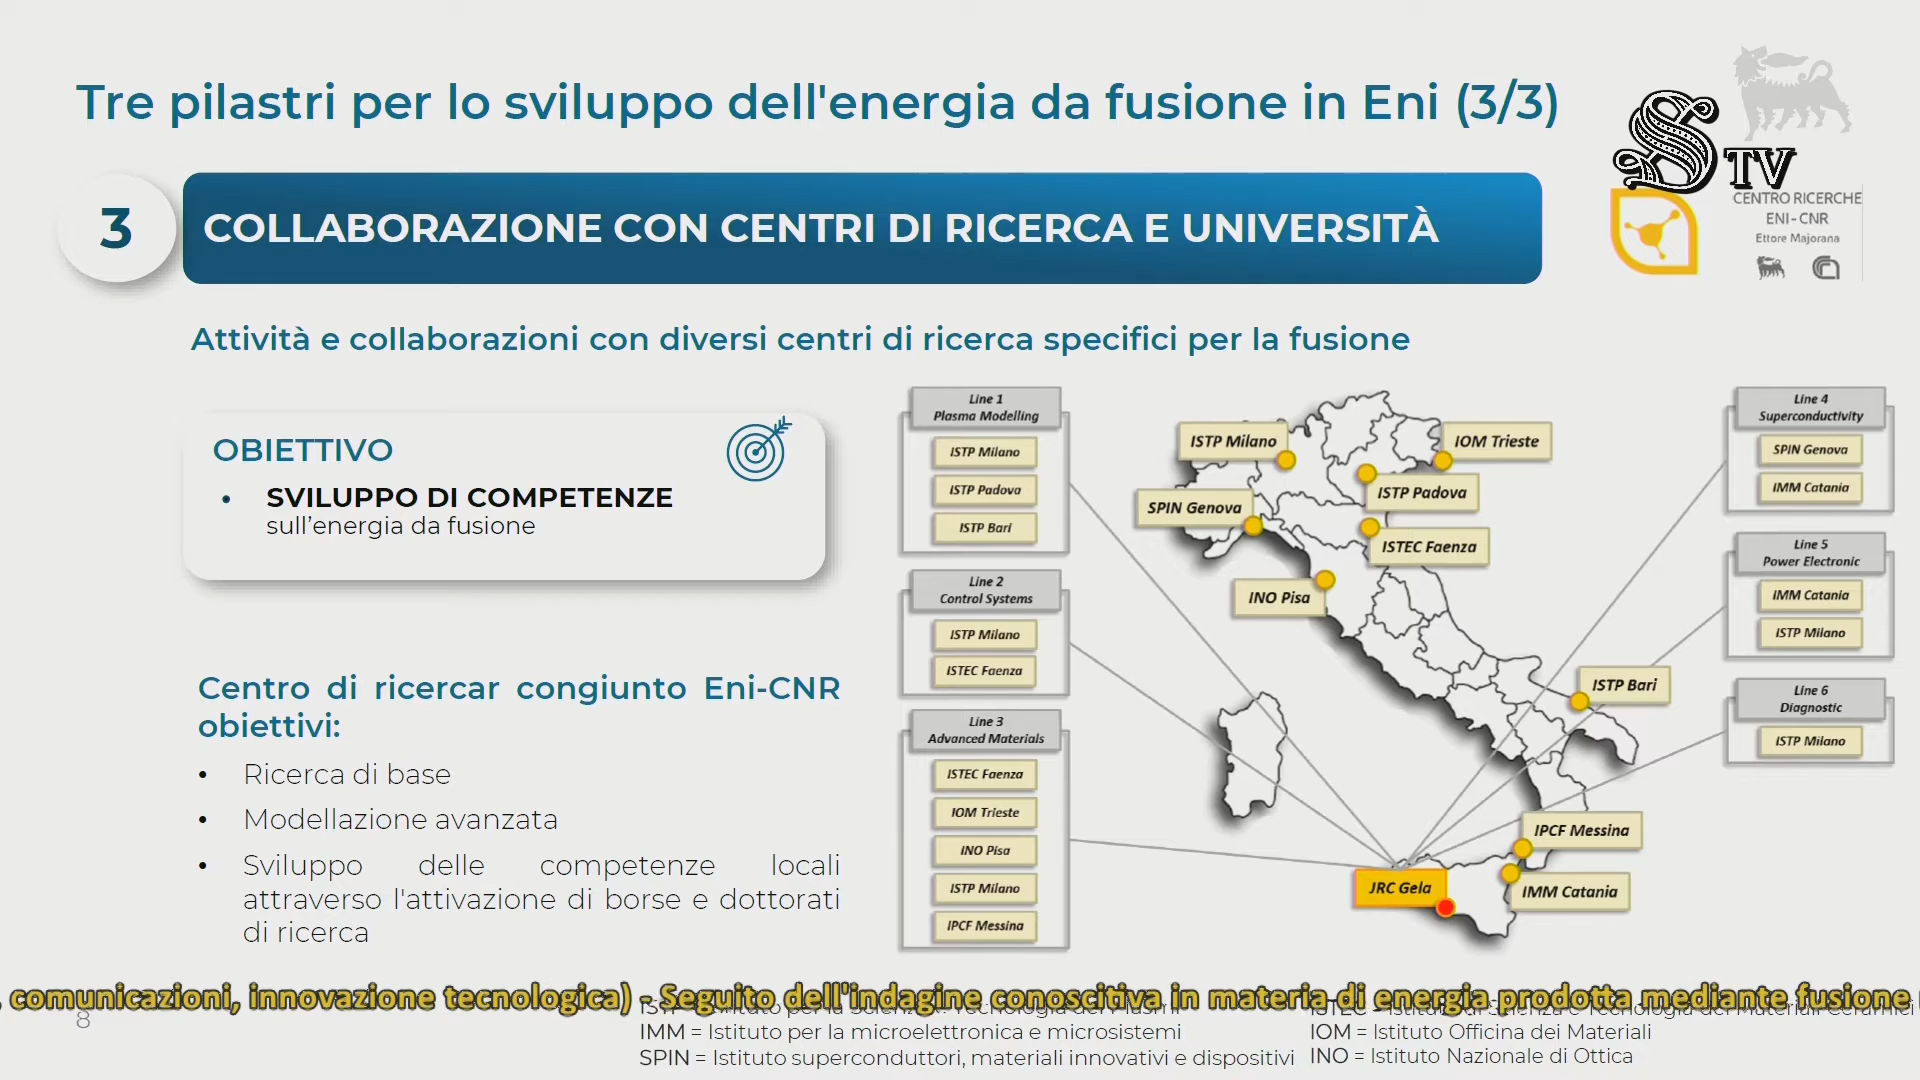 Tre pilastri per lo sviluppo dell'energia da fusione in Eni (3/3)
S TV
CENTRO RICERCHE
ENI-CNR
Ettore Majorana
3
COLLABORAZIONE CON CENTRI DI RICERCA E UNIVERSITÀ
Attività e collaborazioni con diversi centri di ricerca specifici per la fusione
OBIETTIVO
• SVILUPPO DI COMPETENZE
sull'energia da fusione
Centro di ricercar congiunto Eni-CNR
obiettivi:
• Ricerca di base
• Modellazione avanzata
• Sviluppo delle competenze locali
attraverso l'attivazione di borse e dottorati
di ricerca
Line 1
Plasma Modelling
ISTP Milano
ISTP Padova
ISTP Bari
Line 2
Control Systems
ISTP Milano
ISTEC Faenza
Line 3
Advanced Materials
ISTEC Faenza
IOM Trieste
INO Pisa
ISTP Milano
IPCF Messina
ISTP Milano
IOM Trieste
ISTP Padova
SPIN Genova
ISTEC Faenza
INO Pisa
ISTP Bari
IPCF Messina
JRC Gela
IMM Catania
Line 4
Superconductivity
SPIN Genova
IMM Catania
Line 5
Power Electronic
IMM Catania
ISTP Milano
Line 6
Diagnostic
ISTP Milano
comunicazioni, innovazione tecnologica) - Seguito dell'indagine conoscitiva in materia di energia prodotta mediante fusione
8
IMM = Istituto per la microelettronica e microsistemi
SPIN = Istituto superconduttori, materiali innovativi e dispositivi
IOM = Istituto Officina dei Materiali
INO = Istituto Nazionale di Ottica